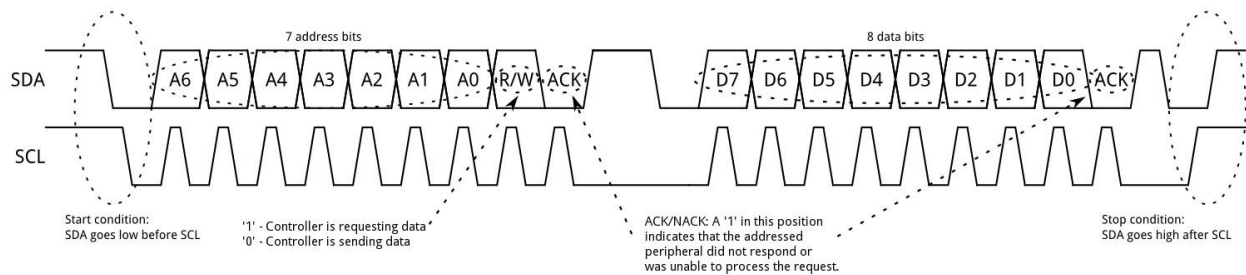 7 address bits
8 data bits
SDA A6 A5 A4 A3 A2 A1 A0 R/W ACK D7 D6 D5 D4 D3 D2 D1 D0 ACK
SCL
Start condition:
SDA goes low before SCL
'1' - Controller is requesting data
'0' - Controller is sending data
ACK/NACK: A '1' in this position
indicates that the addressed
peripheral did not respond or
was unable to process the request.
Stop condition:
SDA goes high after SCL